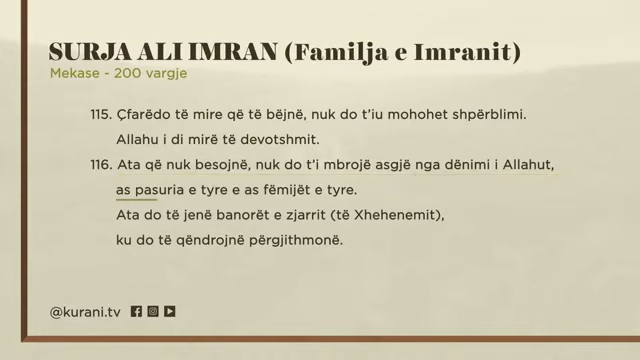 SURJA ALI IMRAN (Familja e Imranit)
Mekase - 200 vargje
115. Çfarëdo të mire që të bëjnë, nuk do t'iu mohohet shpërblimi.
Allahu i di mirë të devotshmit.
116. Ata që nuk besojnë, nuk do t'i mbrojë asgjë nga dënimi i Allahut,
as pasuria e tyre e as fëmijët e tyre.
Ata do të jenë banorët e zjarrit (të Xhehenemit),
ku do të qëndrojnë përgjithmonë.
@kurani.tv